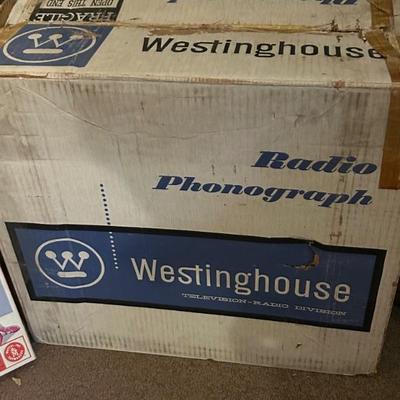 FRAGILE
OPEN THIS END
Westinghouse
Radio
Phonograph
Westinghouse
TELEVISION-RADIO DIVISION